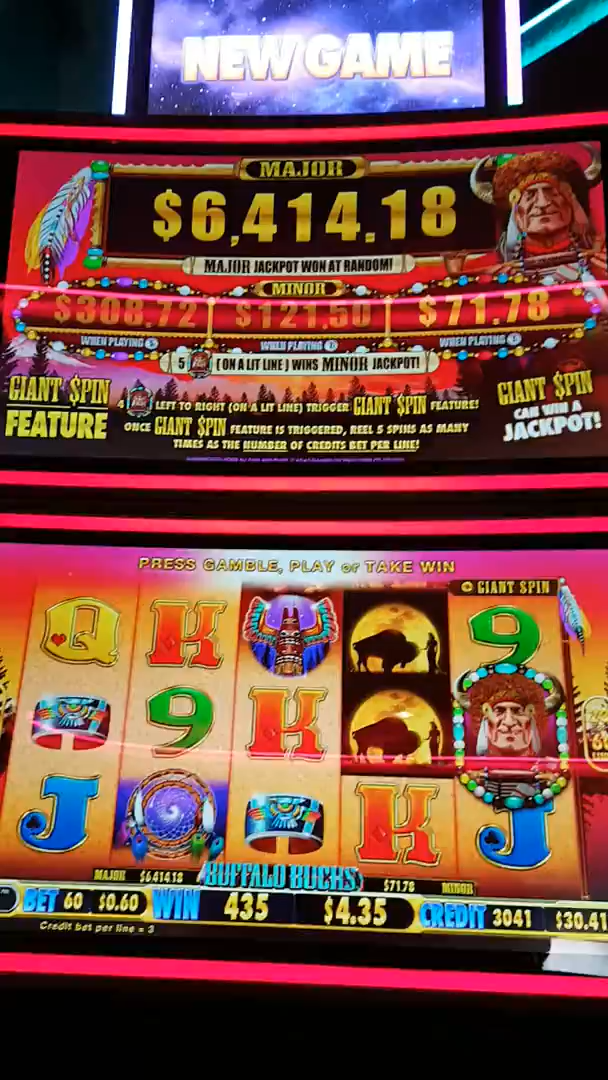 NEW GAME
MAJOR
$6,414.18
MAJOR JACKPOT WON AT RANDOM!
MINOR
$308.72 $121.50 $71.78
WHEN PLAYING WHEN PLAYING WHEN PLAYING
5 (ON A LIT LINE) WINS MINOR JACKPOT!
GIANT $PIN
FEATURE
4 LEFT TO RIGHT (ON A LIT LINE) TRIGGER GIANT $PIN FEATURE!
ONCE GIANT $PIN FEATURE IS TRIGGERED, REEL 5 SPINS AS MANY
TIMES AS THE NUMBER OF CREDITS BET PER LINE!
GIANT $PIN
CAN WIN A
JACKPOT!
PRESS GAMBLE, PLAY or TAKE WIN
GIANT SPIN
Q K 9
9 K
J K J
MAJOR $6414.18 BUFFALO BUCKS $71.78 MINOR
BET 60 $0.60 WIN 435 $4.35 CREDIT 3041 $30.41
Credit bet per line = 3